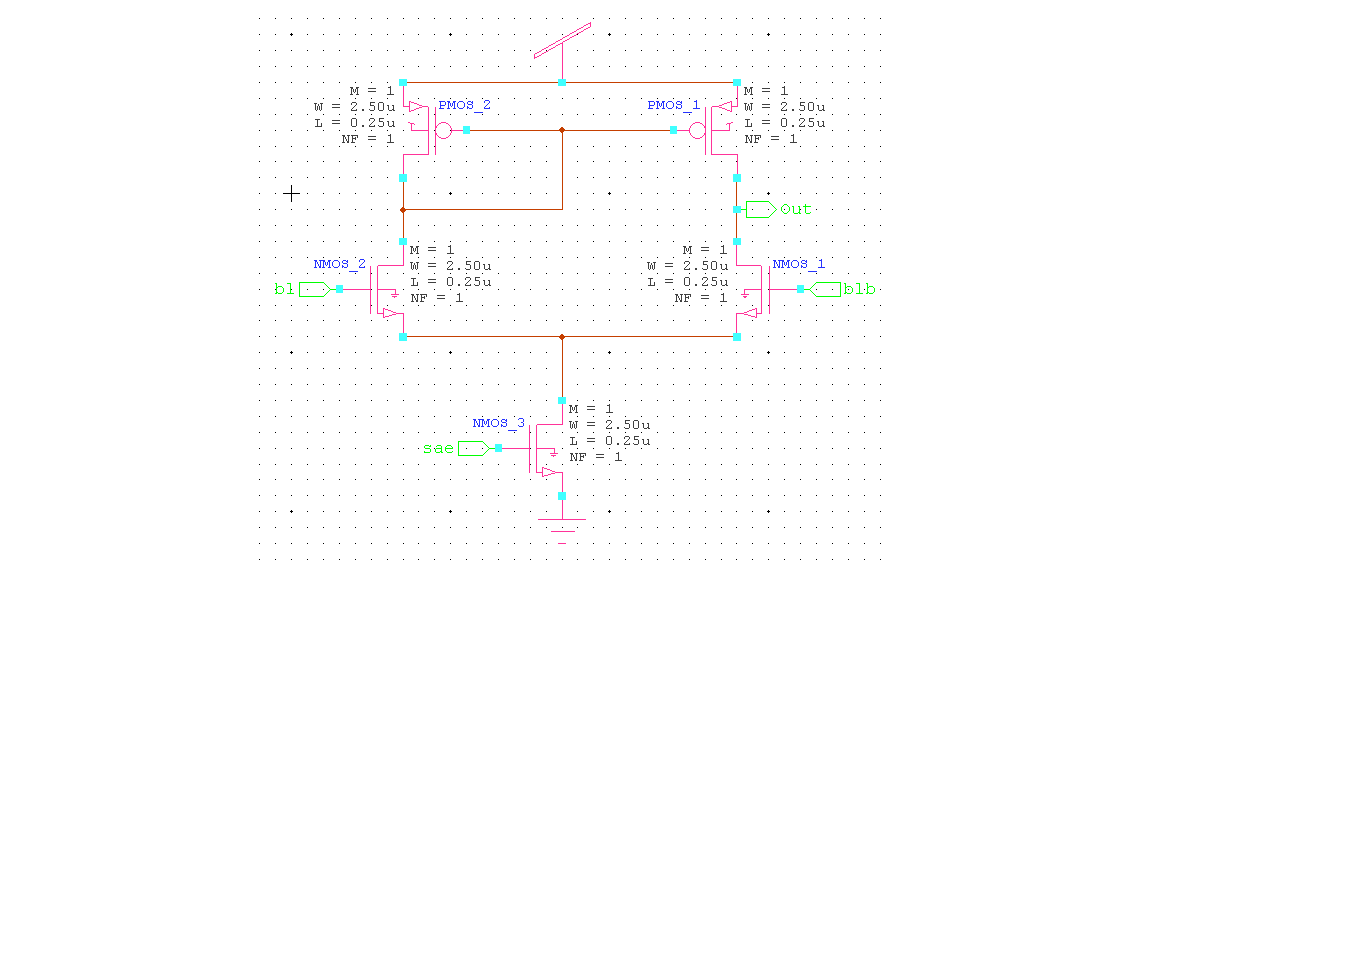 M = 1
W = 2.50u
L = 0.25u
NF = 1
PMOS_2
PMOS_1
M = 1
W = 2.50u
L = 0.25u
NF = 1
Out
NMOS_2
bl
M = 1
W = 2.50u
L = 0.25u
NF = 1
M = 1
W = 2.50u
L = 0.25u
NF = 1
NMOS_1
blb
NMOS_3
sae
M = 1
W = 2.50u
L = 0.25u
NF = 1